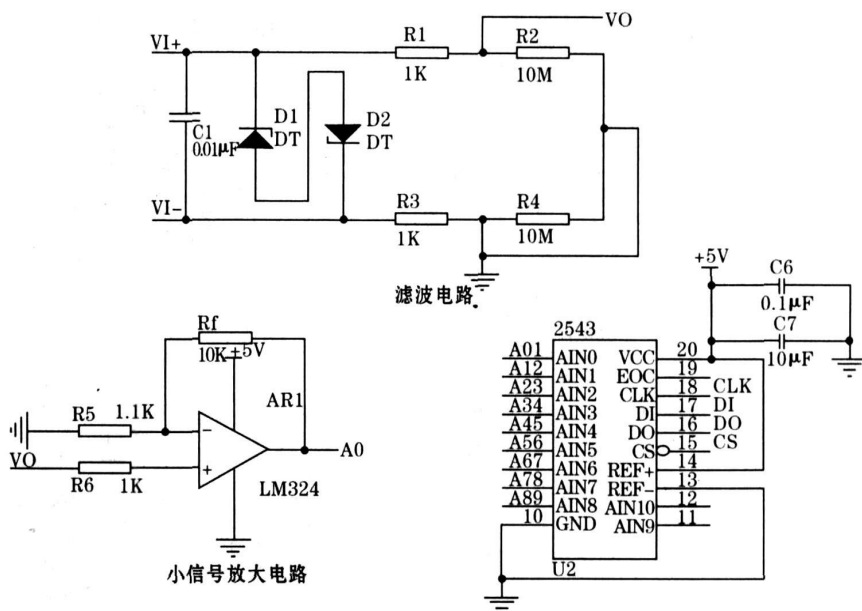 VO
VI+
R1
R2
1K
10M
C1
0.01μF
D1
DT
D2
DT
VI-
R3
R4
1K
10M
滤波电路
+5V
C6
0.1μF
C7
10μF
Rf
10K
+5V
R5
1.1K
AR1
VO
R6
1K
A0
LM324
小信号放大电路
2543
A01 AIN0 VCC 20
A12 AIN1 EOC 19
A23 AIN2 CLK 18 CLK
A34 AIN3 DI 17 DI
A45 AIN4 DO 16 DO
A56 AIN5 CS 15 CS
A67 AIN6 REF+ 14
A78 AIN7 REF- 13
A89 AIN8 AIN10 12
10 GND AIN9 11
U2